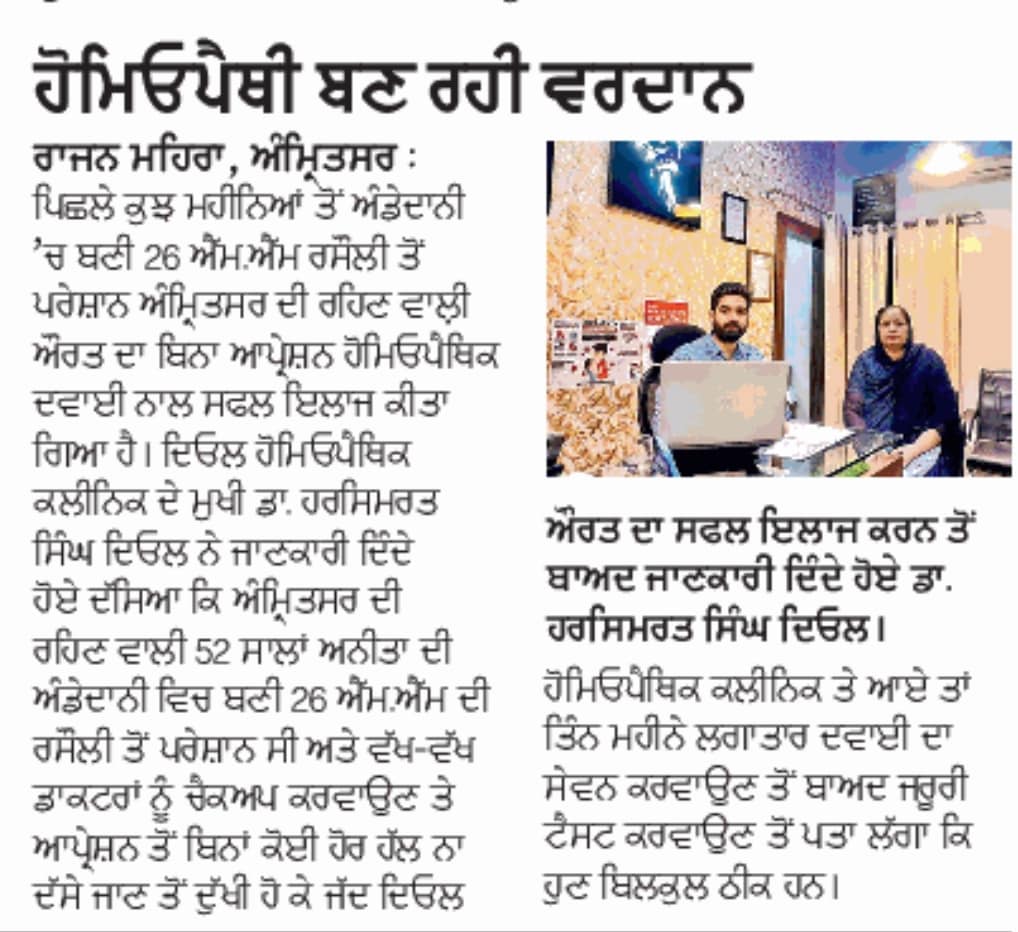 ਹੋਮਿਓਪੈਥੀ ਬਣ ਰਹੀ ਵਰਦਾਨ
ਰਾਜਨ ਮਹਿਰਾ, ਅੰਮ੍ਰਿਤਸਰ :
ਪਿਛਲੇ ਕੁਝ ਮਹੀਨਿਆਂ ਤੋਂ ਅੰਡੇਦਾਨੀ
’ਚ ਬਣੀ 26 ਐੱਮ.ਐੱਮ ਰਸੌਲੀ ਤੋਂ
ਪਰੇਸ਼ਾਨ ਅੰਮ੍ਰਿਤਸਰ ਦੀ ਰਹਿਣ ਵਾਲੀ
ਔਰਤ ਦਾ ਬਿਨਾ ਆਪ੍ਰੇਸ਼ਨ ਹੋਮਿਓਪੈਥਿਕ
ਦਵਾਈ ਨਾਲ ਸਫਲ ਇਲਾਜ ਕੀਤਾ
ਗਿਆ ਹੈ। ਦਿਓਲ ਹੋਮਿਓਪੈਥਿਕ
ਕਲੀਨਿਕ ਦੇ ਮੁਖੀ ਡਾ. ਹਰਸਿਮਰਤ
ਸਿੰਘ ਦਿਓਲ ਨੇ ਜਾਣਕਾਰੀ ਦਿੰਦੇ
ਹੋਏ ਦੱਸਿਆ ਕਿ ਅੰਮ੍ਰਿਤਸਰ ਦੀ
ਰਹਿਣ ਵਾਲੀ 52 ਸਾਲਾਂ ਅਨੀਤਾ ਦੀ
ਅੰਡੇਦਾਨੀ ਵਿਚ ਬਣੀ 26 ਐੱਮ.ਐੱਮ ਦੀ
ਰਸੌਲੀ ਤੋਂ ਪਰੇਸ਼ਾਨ ਸੀ ਅਤੇ ਵੱਖ-ਵੱਖ
ਡਾਕਟਰਾਂ ਨੂੰ ਚੈਕਅਪ ਕਰਵਾਉਣ ਤੇ
ਆਪ੍ਰੇਸ਼ਨ ਤੋਂ ਬਿਨਾਂ ਕੋਈ ਹੋਰ ਹੱਲ ਨਾ
ਦੱਸੇ ਜਾਣ ਤੋਂ ਦੁੱਖੀ ਹੋ ਕੇ ਜੱਦ ਦਿਓਲ
ਔਰਤ ਦਾ ਸਫਲ ਇਲਾਜ ਕਰਨ ਤੋਂ
ਬਾਅਦ ਜਾਣਕਾਰੀ ਦਿੰਦੇ ਹੋਏ ਡਾ.
ਹਰਸਿਮਰਤ ਸਿੰਘ ਦਿਓਲ।
ਹੋਮਿਓਪੈਥਿਕ ਕਲੀਨਿਕ ਤੇ ਆਏ ਤਾਂ
ਤਿੰਨ ਮਹੀਨੇ ਲਗਾਤਾਰ ਦਵਾਈ ਦਾ
ਸੇਵਨ ਕਰਵਾਉਣ ਤੋਂ ਬਾਅਦ ਜਰੂਰੀ
ਟੈਸਟ ਕਰਵਾਉਣ ਤੋਂ ਪਤਾ ਲੱਗਾ ਕਿ
ਹੁਣ ਬਿਲਕੁਲ ਠੀਕ ਹਨ।